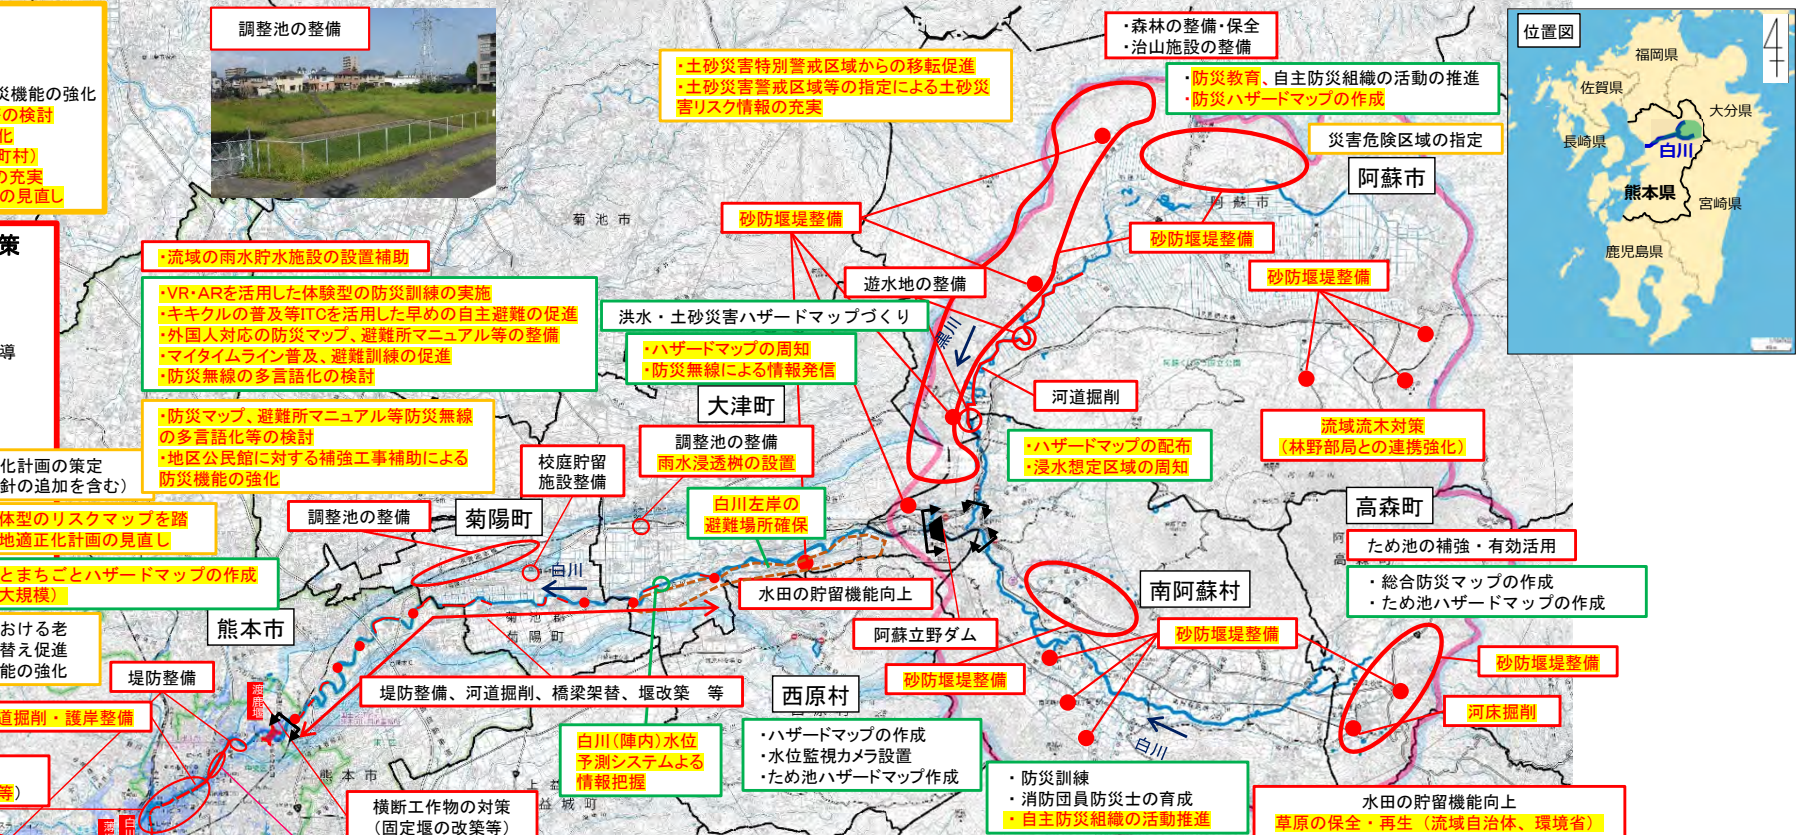 調整池の整備
・森林の整備・保全
・治山施設の整備
位置図
福岡県
佐賀県
大分県
長崎県
白川
熊本県
宮崎県
鹿児島県
・土砂災害特別警戒区域からの移転促進
・土砂災害警戒区域等の指定による土砂災
害リスク情報の充実
・防災教育、自主防災組織の活動の推進
・防災ハザードマップの作成
災害危険区域の指定
阿蘇市
災機能の強化
の検討
化
町村）
の充実
の見直し
菊池市
阿蘇市
砂防堰堤整備
砂防堰堤整備
砂防堰堤整備
策
導
・流域の雨水貯水施設の設置補助
遊水地の整備
・VR・ARを活用した体験型の防災訓練の実施
・キキクルの普及等ITCを活用した早めの自主避難の促進
・外国人対応の防災マップ、避難所マニュアル等の整備
・マイタイムライン普及、避難訓練の促進
・防災無線の多言語化の検討
洪水・土砂災害ハザードマップづくり
黒川
・ハザードマップの周知
・防災無線による情報発信
大津町
河道掘削
・防災マップ、避難所マニュアル等防災無線
の多言語化等の検討
・地区公民館に対する補強工事補助による
防災機能の強化
調整池の整備
雨水浸透桝の設置
・ハザードマップの配布
・浸水想定区域の周知
流域流木対策
（林野部局との連携強化）
化計画の策定
針の追加を含む）
校庭貯留
施設整備
白川左岸の
避難場所確保
高森町
体型のリスクマップを踏
地適正化計画の見直し
調整池の整備
菊陽町
ため池の補強・有効活用
とまちごとハザードマップの作成
大規模）
白川
水田の貯留機能向上
南阿蘇村
・総合防災マップの作成
・ため池ハザードマップの作成
おける老
替え促進
能の強化
熊本市
菊陽町
阿蘇立野ダム
砂防堰堤整備
砂防堰堤整備
堤防整備
渡鹿堰
堤防整備、河道掘削、橋梁架替、堰改築　等
西原村
砂防堰堤整備
道掘削・護岸整備
河床掘削
白川（陣内）水位
予測システムよる
情報把握
・ハザードマップの作成
・水位監視カメラ設置
・ため池ハザードマップ作成
白川
等）
熊本市
益城町
横断工作物の対策
（固定堰の改築等）
・防災訓練
・消防団員防災士の育成
・自主防災組織の活動推進
水田の貯留機能向上
草原の保全・再生（流域自治体、環境省）